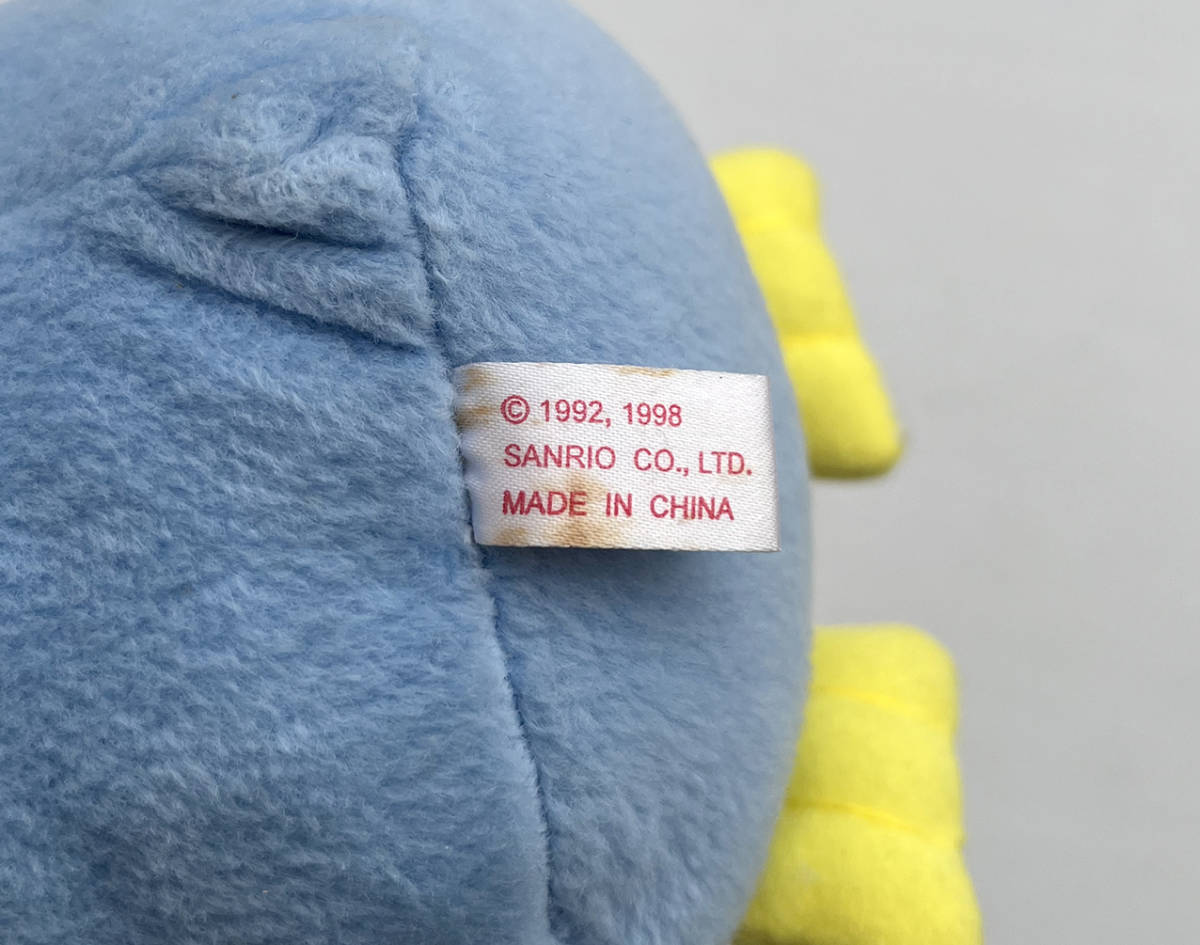 © 1992, 1998
SANRIO CO., LTD.
MADE IN CHINA